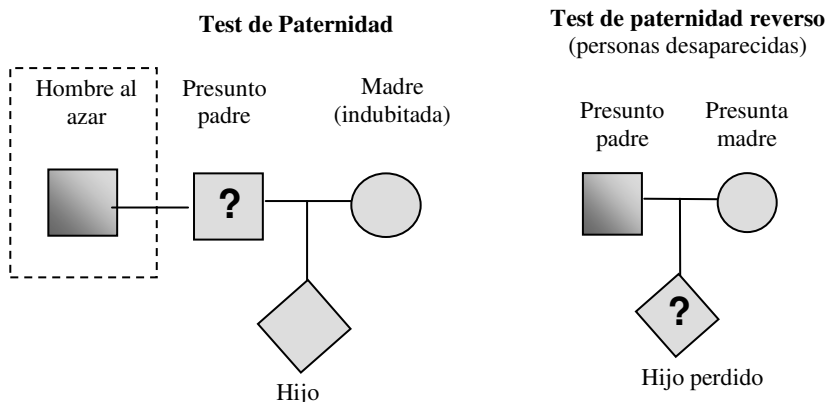 Test de Paternidad
Hombre al
azar
Presunto
padre
Madre
(indubitada)
?
Hijo
Test de paternidad reverso
(personas desaparecidas)
Presunto
padre
Presunta
madre
?
Hijo perdido